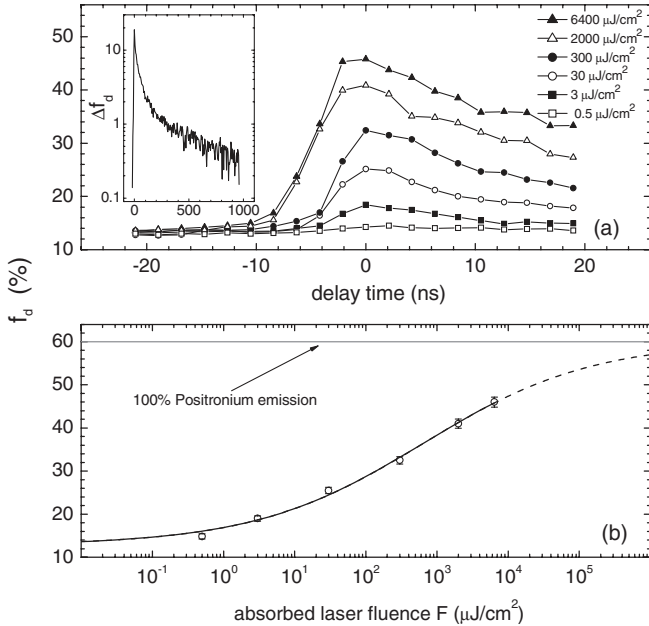 6400 μJ/cm²
2000 μJ/cm²
300 μJ/cm²
30 μJ/cm²
3 μJ/cm²
0.5 μJ/cm²
10
1
0.1
Δf_d
0 500 1000
60
50
40
30
20
10
(a)
-20 -10 0 10 20
delay time (ns)
f_d (%)
70
60
50
40
30
20
10
100% Positronium emission
(b)
10⁻¹ 10⁰ 10¹ 10² 10³ 10⁴ 10⁵
absorbed laser fluence F (μJ/cm²)